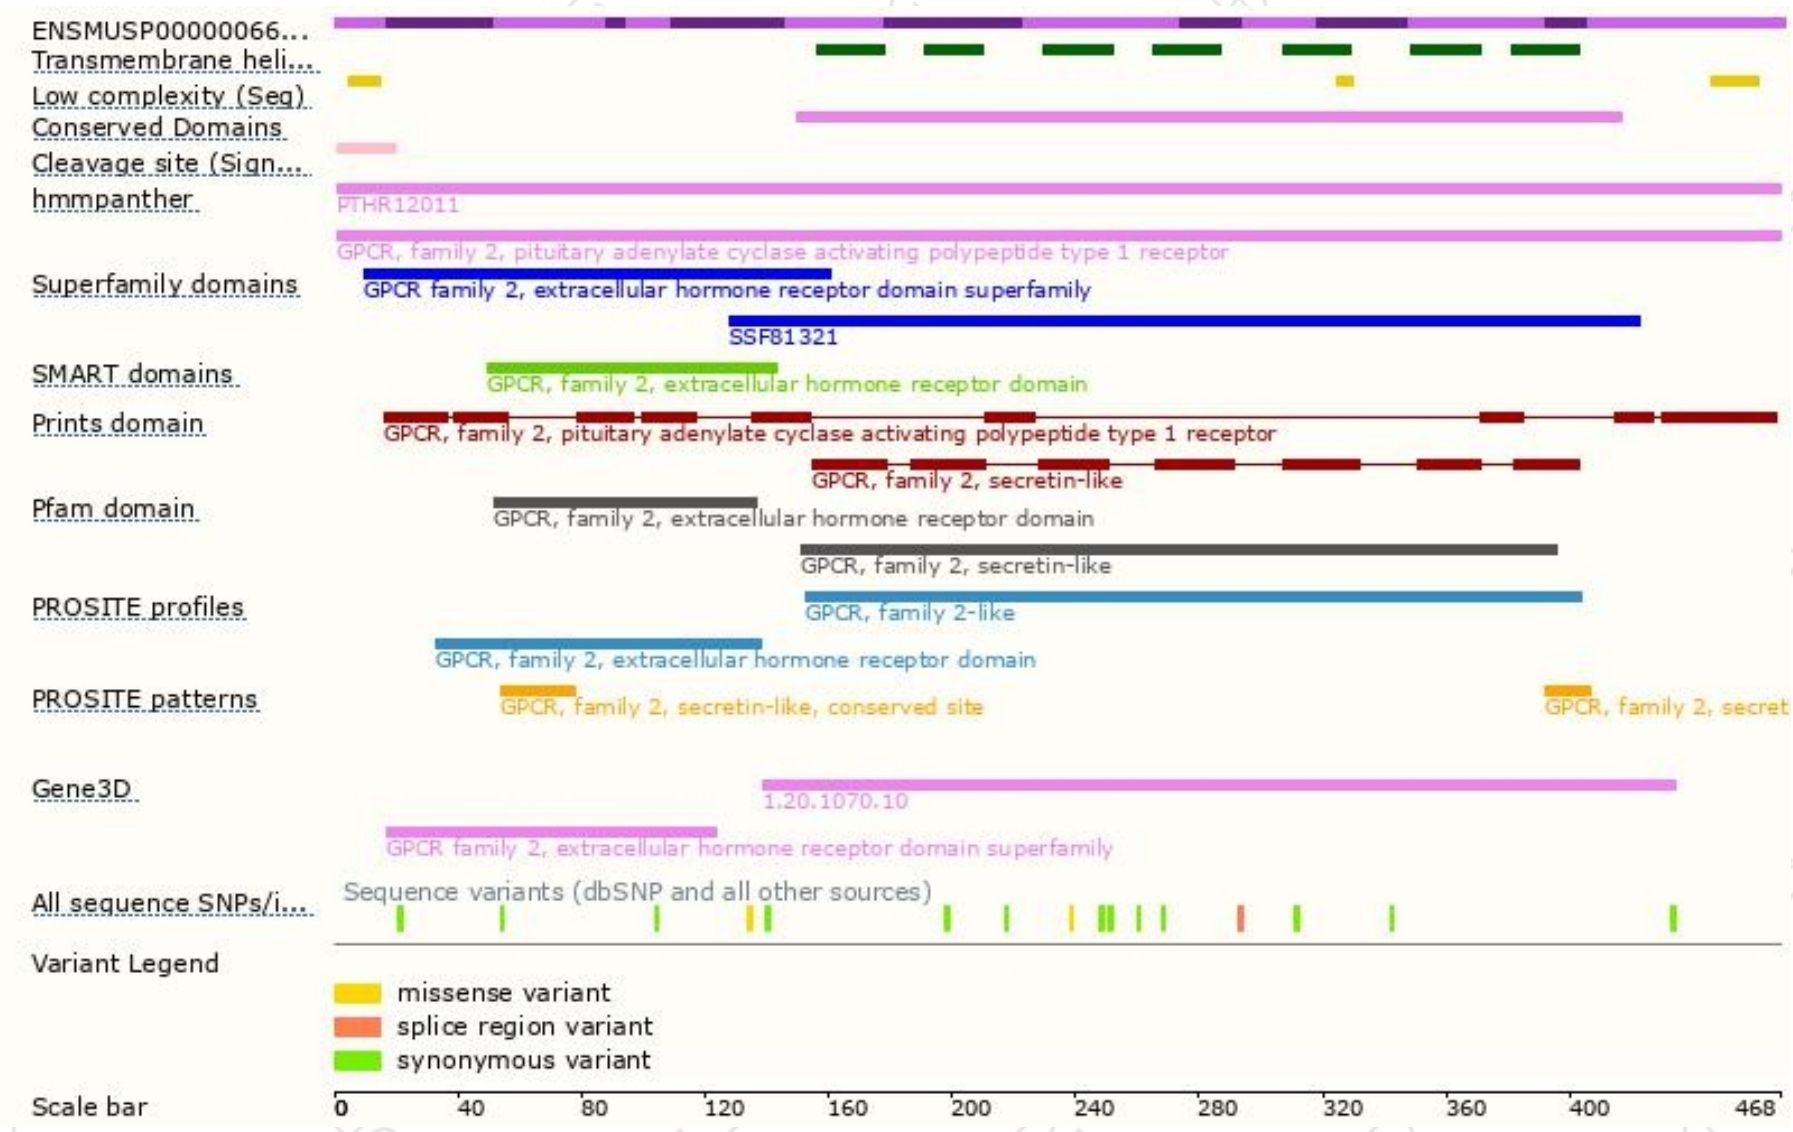 ENSMUSP00000066...
Transmembrane heli...
Low complexity (Seg)
Conserved Domains
Cleavage site (Sign...
hmmpanther
PTHR12011
GPCR, family 2, pituitary adenylate cyclase activating polypeptide type 1 receptor
Superfamily domains
GPCR family 2, extracellular hormone receptor domain superfamily
SSF81321
SMART domains
GPCR, family 2, extracellular hormone receptor domain
Prints domain
GPCR, family 2, pituitary adenylate cyclase activating polypeptide type 1 receptor
GPCR, family 2, secretin-like
Pfam domain
GPCR, family 2, extracellular hormone receptor domain
GPCR, family 2, secretin-like
PROSITE profiles
GPCR, family 2-like
GPCR, family 2, extracellular hormone receptor domain
PROSITE patterns
GPCR, family 2, secretin-like, conserved site GPCR, family 2, secret
Gene3D
1.20.1070.10
GPCR family 2, extracellular hormone receptor domain superfamily
All sequence SNPs/i...
Sequence variants (dbSNP and all other sources)
Variant Legend
missense variant
splice region variant
synonymous variant
Scale bar 0 40 80 120 160 200 240 280 320 360 400 468